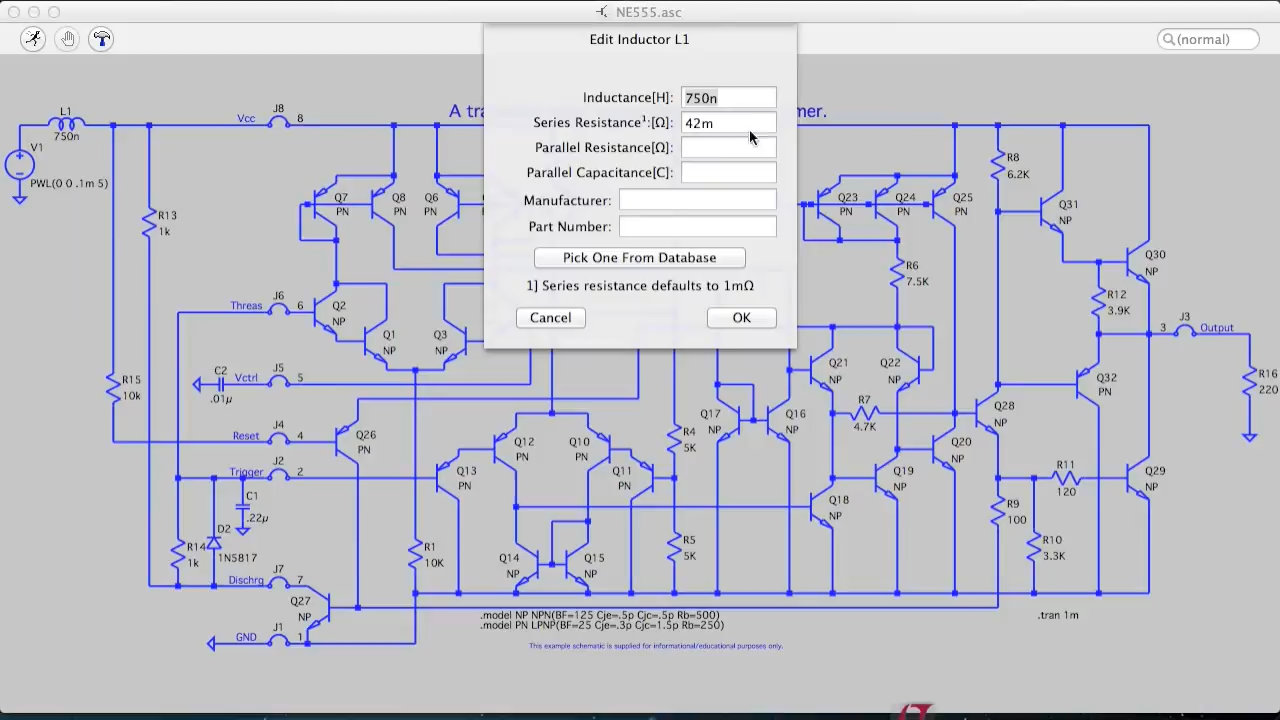 NE555.asc
(normal)
Edit Inductor L1
Inductance[H]: 750n
Series Resistance¹:[Ω]: 42m
Parallel Resistance[Ω]:
Parallel Capacitance[C]:
Manufacturer:
Part Number:
Pick One From Database
1] Series resistance defaults to 1mΩ
Cancel
OK
A tra
mer.
L1
750n
V1
PWL(0 0 .1m 5)
Vcc
J8
8
R13
1k
Q7
PN
Q8
PN
Q6
PN
Q23
PN
Q24
PN
Q25
PN
R8
6.2K
Q31
NP
Q30
NP
R6
7.5K
R12
3.9K
Threas
J6
6
Q2
NP
Q1
NP
Q3
NP
3
J3
Output
C2
.01µ
Vctrl
J5
5
R15
10k
Q21
NP
Q22
NP
Q32
PN
R16
220
Reset
J4
4
Q26
PN
Q12
PN
Q10
PN
R4
5K
Q17
NP
Q16
NP
R7
4.7K
Q28
NP
Trigger
J2
2
Q13
PN
Q11
PN
Q19
NP
Q20
NP
R11
120
Q29
NP
C1
.22µ
D2
1N5817
R14
1k
R1
10K
Q14
NP
Q15
NP
R5
5K
Q18
NP
R9
100
R10
3.3K
Dischrg
J7
7
Q27
NP
GND
J1
1
.model NP NPN(BF=125 Cje=.5p Cjc=.5p Rb=500)
.model PN LPNP(BF=25 Cje=.3p Cjc=1.5p Rb=250)
.tran 1m
This example schematic is supplied for informational/educational purposes only.